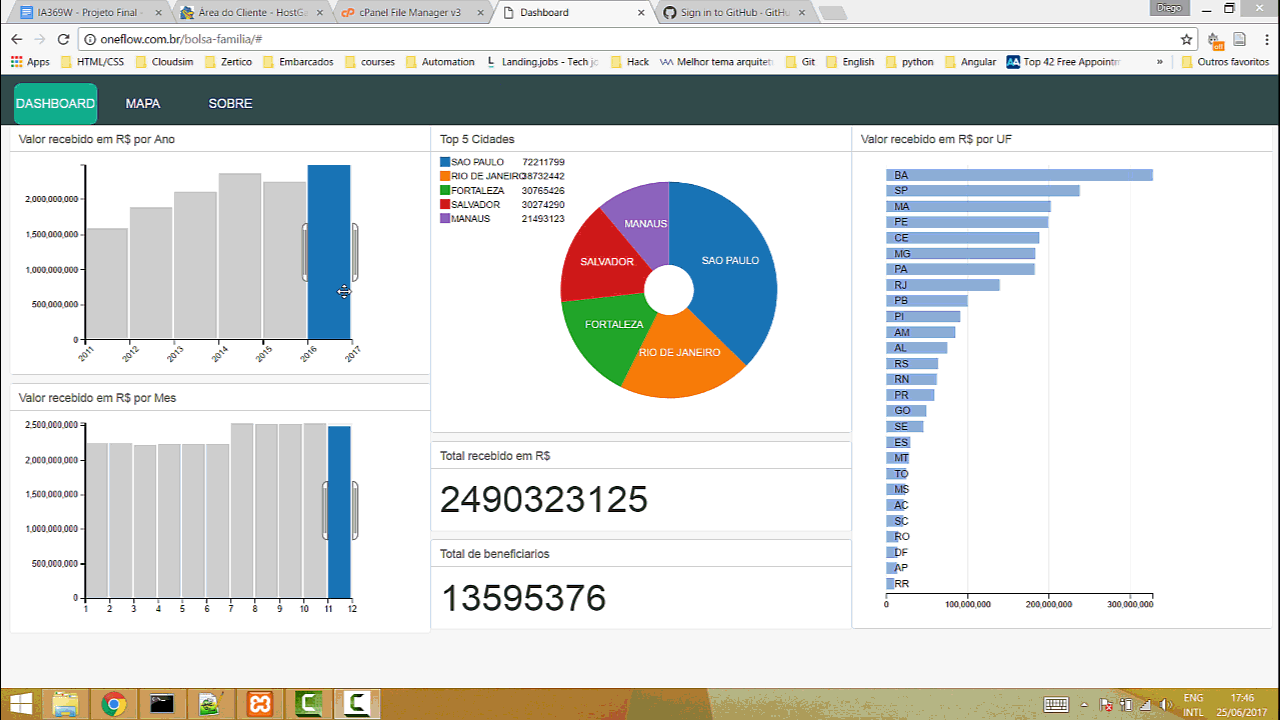 IA369W - Projeto Final -
Área do Cliente - HostG
cPanel File Manager v3
Dashboard
Sign in to GitHub · GitHu
Diego
oneflow.com.br/bolsa-familia/#
Apps
HTML/CSS
Cloudsim
Zertico
Embarcados
courses
Automation
Landing.jobs - Tech jo
Hack
Melhor tema arquitet
Git
English
python
Angular
Top 42 Free Appointm
»
Outros favoritos
DASHBOARD
MAPA
SOBRE
Valor recebido em R$ por Ano
2,000,000,000
1,500,000,000
1,000,000,000
500,000,000
0
2011
2012
2013
2014
2015
2016
2017
Valor recebido em R$ por Mes
2,500,000,000
2,000,000,000
1,500,000,000
1,000,000,000
500,000,000
0
1 2 3 4 5 6 7 8 9 10 11 12
Top 5 Cidades
SAO PAULO 72211799
RIO DE JANEIRO 38732442
FORTALEZA 30765426
SALVADOR 30274290
MANAUS 21493123
MANAUS
SAO PAULO
SALVADOR
FORTALEZA
RIO DE JANEIRO
Total recebido em R$
2490323125
Total de beneficiarios
13595376
Valor recebido em R$ por UF
BA
SP
MA
PE
CE
MG
PA
RJ
PB
PI
AM
AL
RS
RN
PR
GO
SE
ES
MT
TO
MS
AC
SC
RO
DF
AP
RR
0 100,000,000 200,000,000 300,000,000
ENG
INTL
17:46
25/06/2017